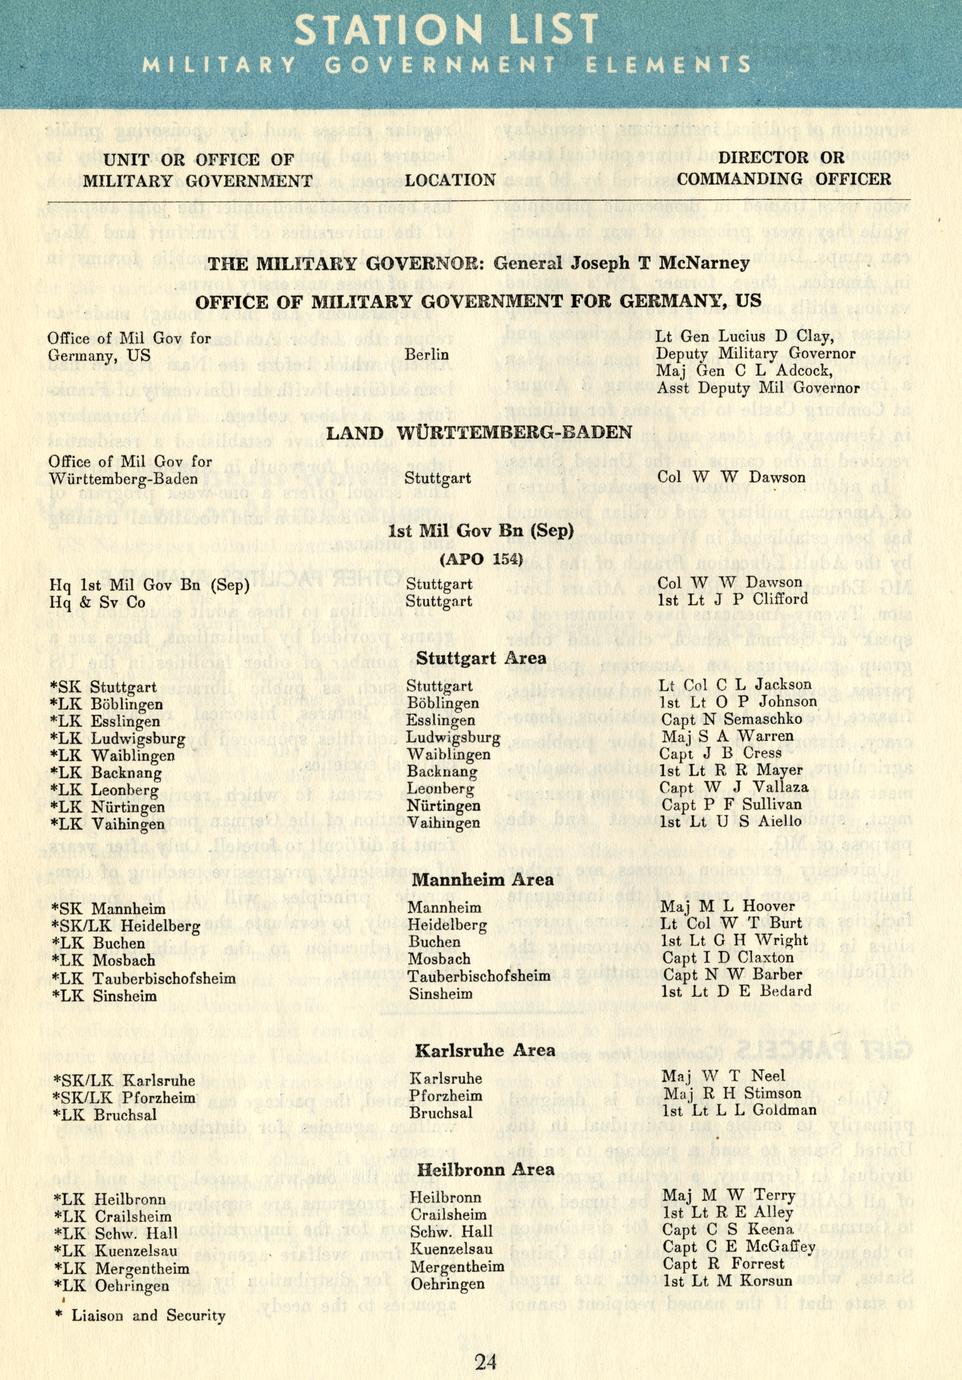 STATION LIST
MILITARY GOVERNMENT ELEMENTS
UNIT OR OFFICE OF MILITARY GOVERNMENT LOCATION DIRECTOR OR COMMANDING OFFICER
THE MILITARY GOVERNOR: General Joseph T McNarney
OFFICE OF MILITARY GOVERNMENT FOR GERMANY, US
Office of Mil Gov for Lt Gen Lucius D Clay,
Germany, US Berlin Deputy Military Governor
Maj Gen C L Adcock,
Asst Deputy Mil Governor
LAND WÜRTTEMBERG-BADEN
Office of Mil Gov for
Württemberg-Baden Stuttgart Col W W Dawson
1st Mil Gov Bn (Sep)
(APO 154)
Hq 1st Mil Gov Bn (Sep) Stuttgart Col W W Dawson
Hq & Sv Co Stuttgart 1st Lt J P Clifford
Stuttgart Area
*SK Stuttgart Stuttgart Lt Col C L Jackson
*LK Böblingen Böblingen 1st Lt O P Johnson
*LK Esslingen Esslingen Capt N Semaschko
*LK Ludwigsburg Ludwigsburg Maj S A Warren
*LK Waiblingen Waiblingen Capt J B Cress
*LK Backnang Backnang 1st Lt R R Mayer
*LK Leonberg Leonberg Capt W J Vallaza
*LK Nürtingen Nürtingen Capt P F Sullivan
*LK Vaihingen Vaihingen 1st Lt U S Aiello
Mannheim Area
*SK Mannheim Mannheim Maj M L Hoover
*SK/LK Heidelberg Heidelberg Lt Col W T Burt
*LK Buchen Buchen 1st Lt G H Wright
*LK Mosbach Mosbach Capt I D Claxton
*LK Tauberbischofsheim Tauberbischofsheim Capt N W Barber
*LK Sinsheim Sinsheim 1st Lt D E Bedard
Karlsruhe Area
*SK/LK Karlsruhe Karlsruhe Maj W T Neel
*SK/LK Pforzheim Pforzheim Maj R H Stimson
*LK Bruchsal Bruchsal 1st Lt L L Goldman
Heilbronn Area
*LK Heilbronn Heilbronn Maj M W Terry
*LK Crailsheim Crailsheim 1st Lt R E Alley
*LK Schw. Hall Schw. Hall Capt C S Keena
*LK Kuenzelsau Kuenzelsau Capt C E McGaffey
*LK Mergentheim Mergentheim Capt R Forrest
*LK Oehringen Oehringen 1st Lt M Korsun
* Liaison and Security
24